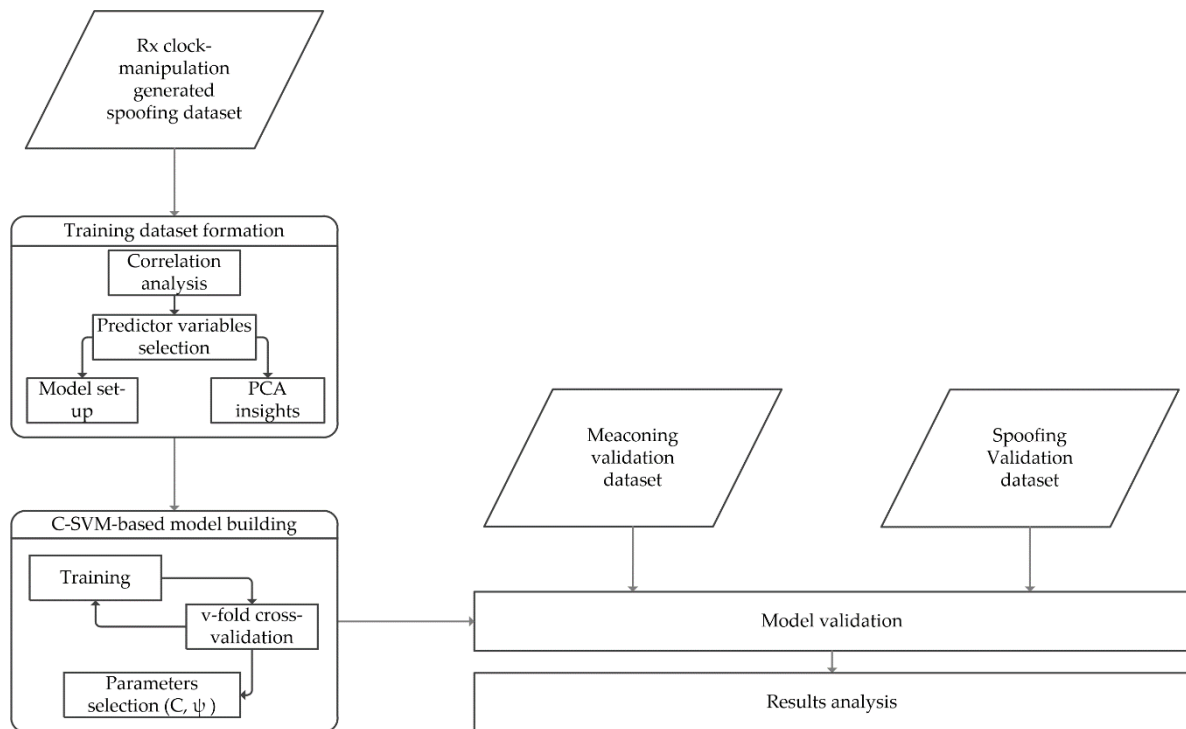 Rx clock-
manipulation
generated
spoofing dataset
Training dataset formation
Correlation
analysis
Predictor variables
selection
Model set-
up
PCA
insights
Meaconing
validation
dataset
Spoofing
Validation
dataset
C-SVM-based model building
Training
v-fold cross-
validation
Parameters
selection (C, ψ )
Model validation
Results analysis